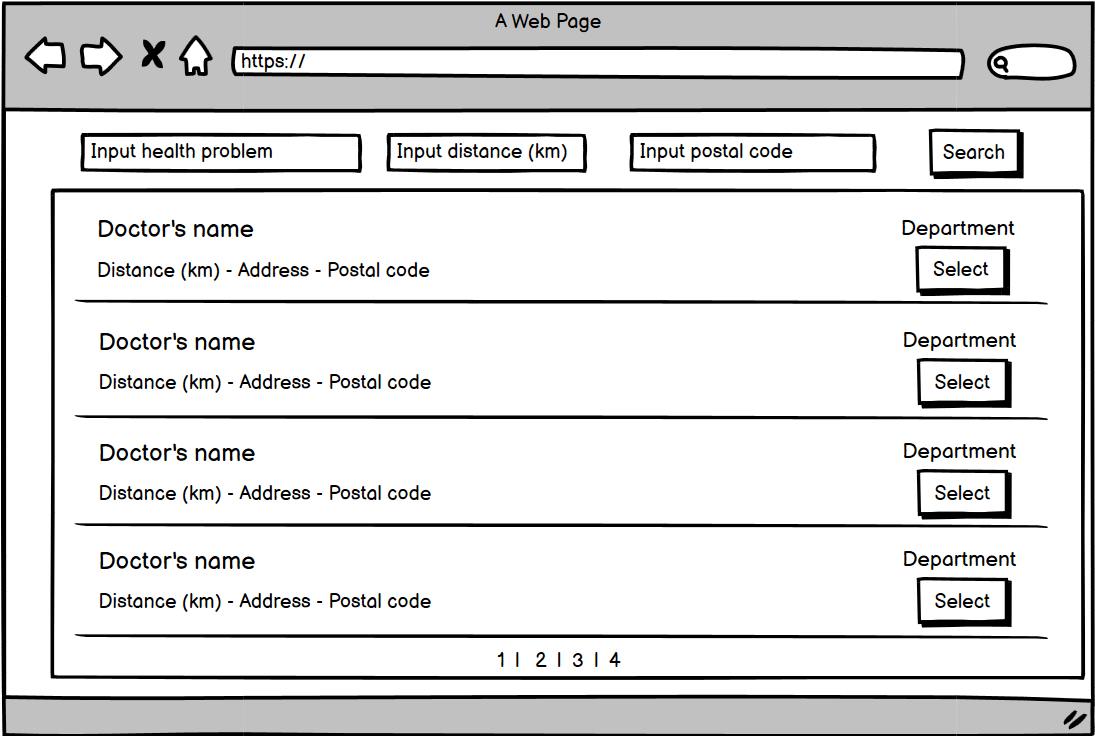 A Web Page
https://
Input health problem Input distance (km) Input postal code Search
Doctor's name Department
Distance (km) - Address - Postal code Select
Doctor's name Department
Distance (km) - Address - Postal code Select
Doctor's name Department
Distance (km) - Address - Postal code Select
Doctor's name Department
Distance (km) - Address - Postal code Select
1 | 2 | 3 | 4